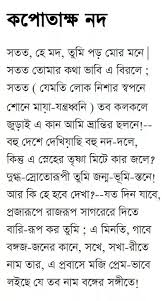 কপোতাক্ষ নদ
সতত, হে মদ, তুমি পড় মোর মনে|
সতত তোমার কথা ভাবি এ বিরলে ;
সতত ( যেমতি লোক নিশার স্বপনে
শোনে মায়া-যন্ত্রধ্বনি ) তব কলকলে
জুড়াই এ কান আমি ভ্রান্তির ছলনে!--
বহু দেশে দেখিয়াছি বহু নদ-দলে,
কিন্তু এ স্নেহের তৃষ্ণা মিটে কার জলে?
দুগ্ধ-স্রোতোরূপী তুমি জন্ম-ভূমি-স্তনে!
আর কি হে হবে দেখা?--যত দিন যাবে,
প্রজারূপে রাজরূপ সাগরেরে দিতে
বারি-রূপ কর তুমি ; এ মিনতি, গাবে
বঙ্গজ-জনের কানে, সখে, সখা-রীতে
নাম তার, এ প্রবাসে মজি প্রেম-ভাবে
লইছে যে তব নাম বঙ্গের সঙ্গীতে!